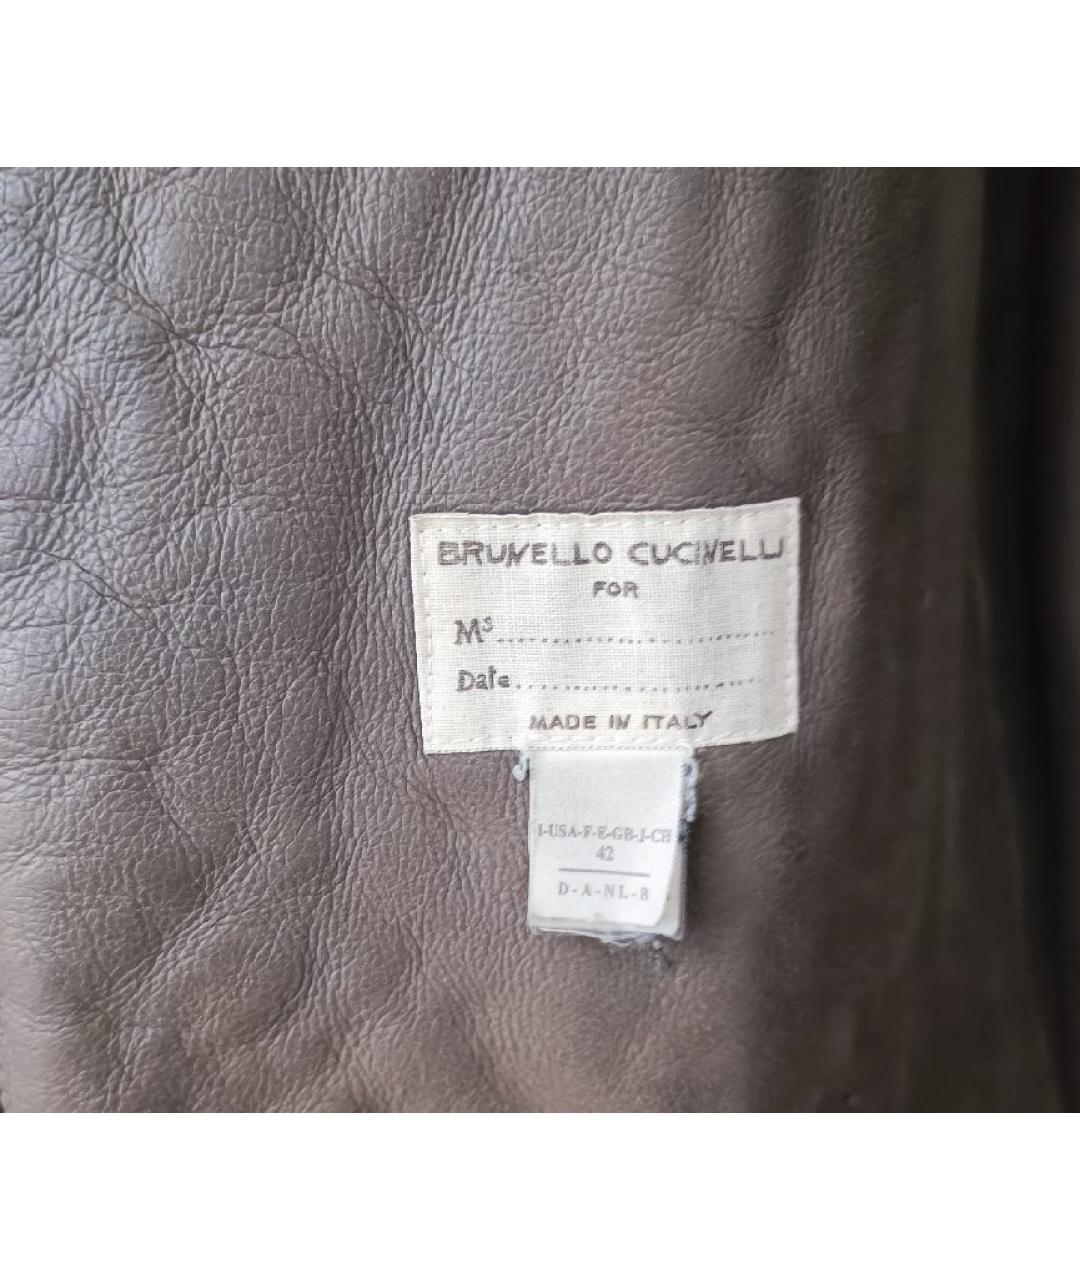 BRUNELLO CUCINELLI
FOR
Ms..............................
Date..............................
MADE IN ITALY
I-USA-F-E-GB-J-CH
42
D-A-NL-B